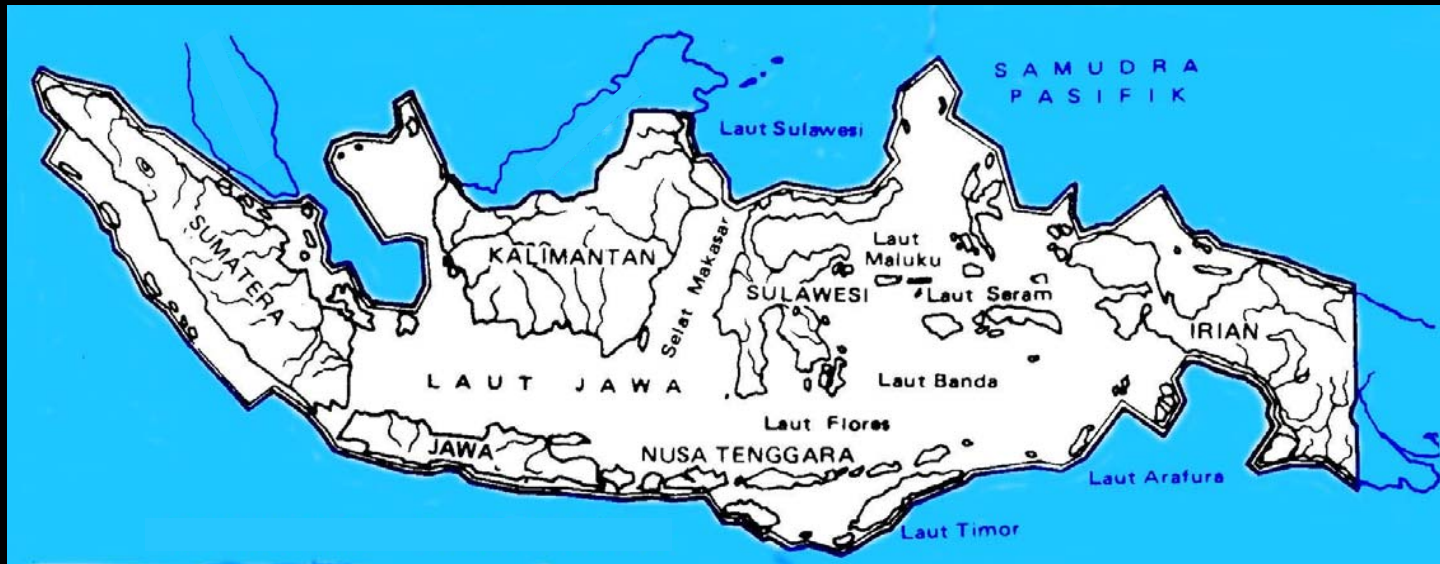 SAMUDRA
PASIFIK
Laut Sulawesi
SUMATERA
KALIMANTAN
Selat Makasar
Laut
Maluku
SULAWESI
Laut Seram
IRIAN
LAUT JAWA
Laut Banda
Laut Flores
JAWA
NUSA TENGGARA
Laut Arafura
Laut Timor